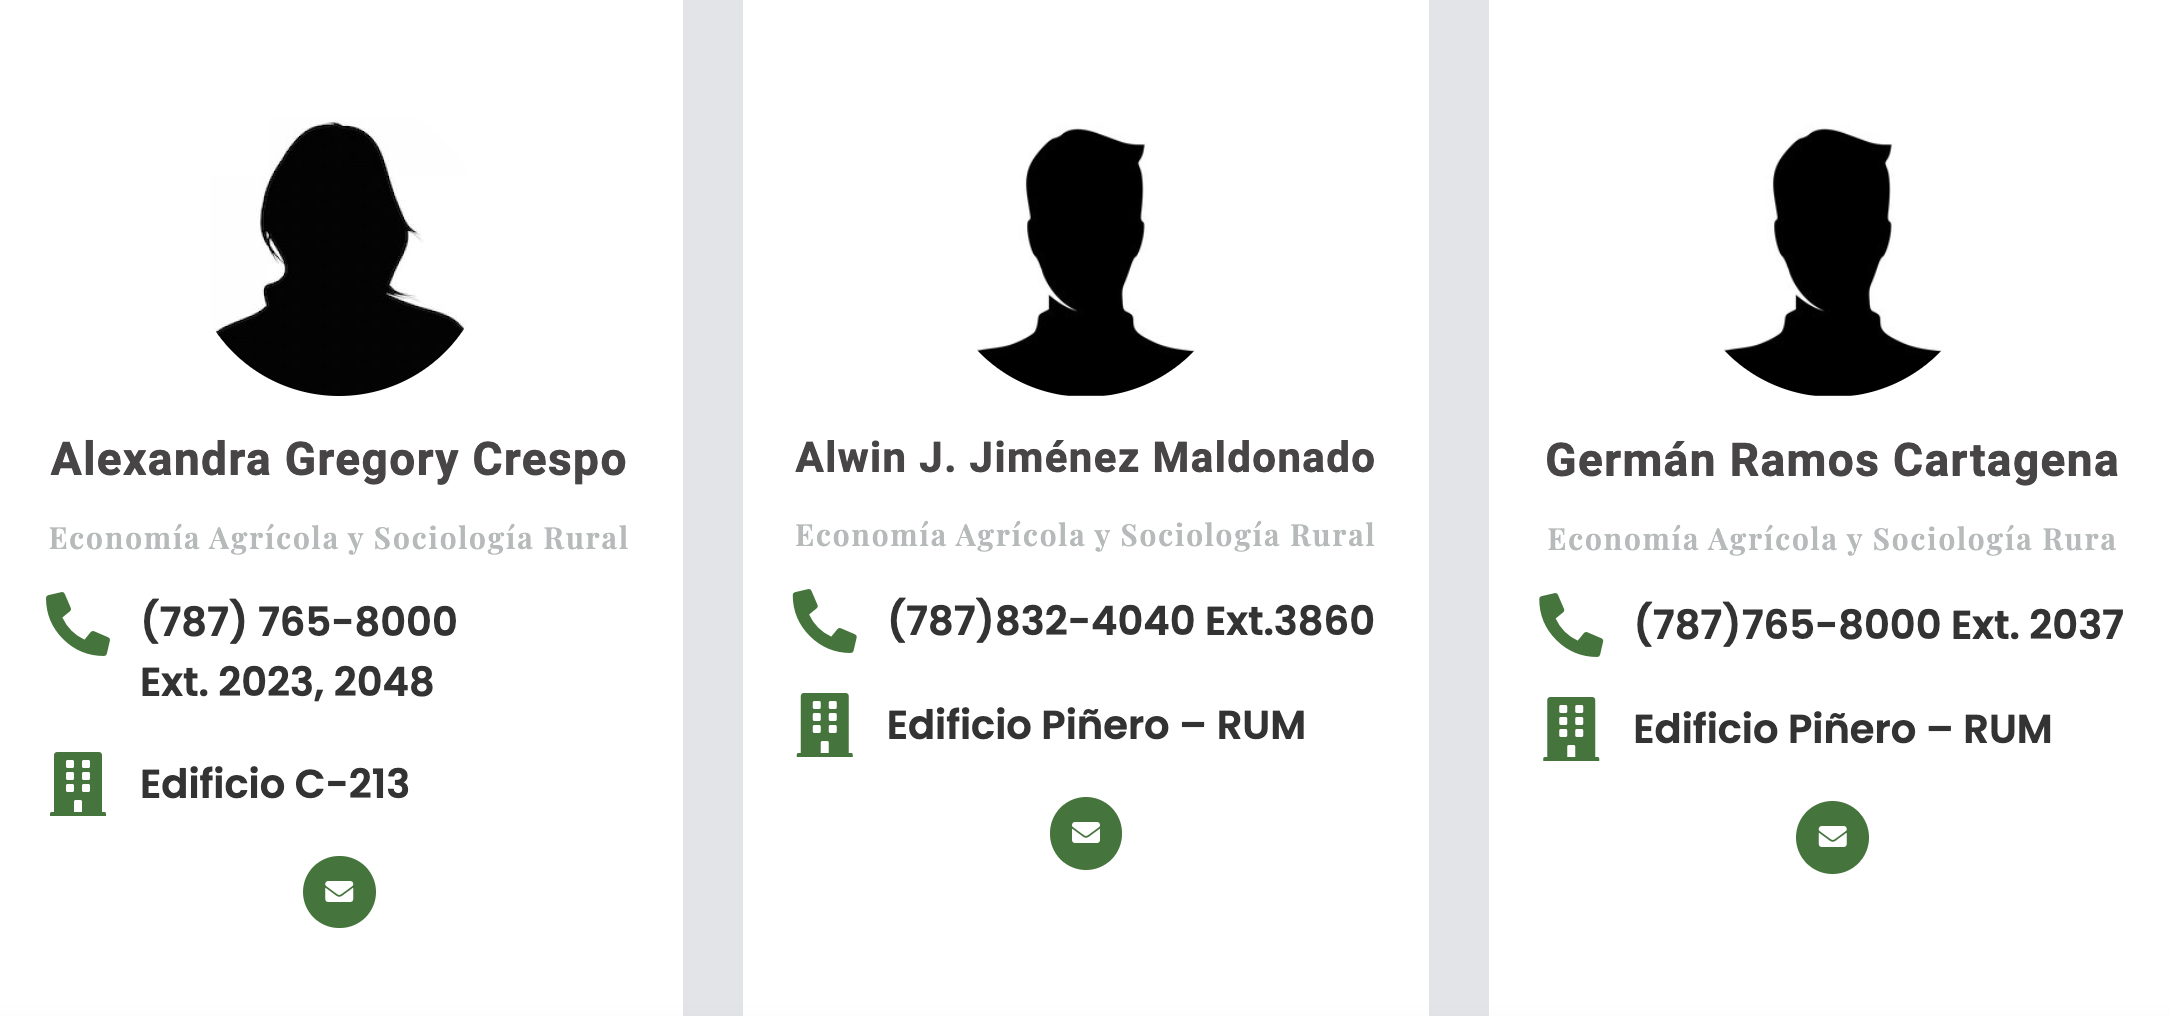 Alexandra Gregory Crespo
Economía Agrícola y Sociología Rural
(787) 765-8000
Ext. 2023, 2048
Edificio C-213
Alwin J. Jiménez Maldonado
Economía Agrícola y Sociología Rural
(787)832-4040 Ext.3860
Edificio Piñero – RUM
Germán Ramos Cartagena
Economía Agrícola y Sociología Rura
(787)765-8000 Ext. 2037
Edificio Piñero – RUM